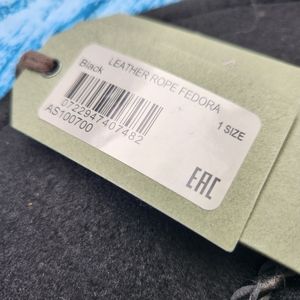 LEATHER ROPE FEDORA
Black
1 SIZE
0722947407482
AS100700
EAC